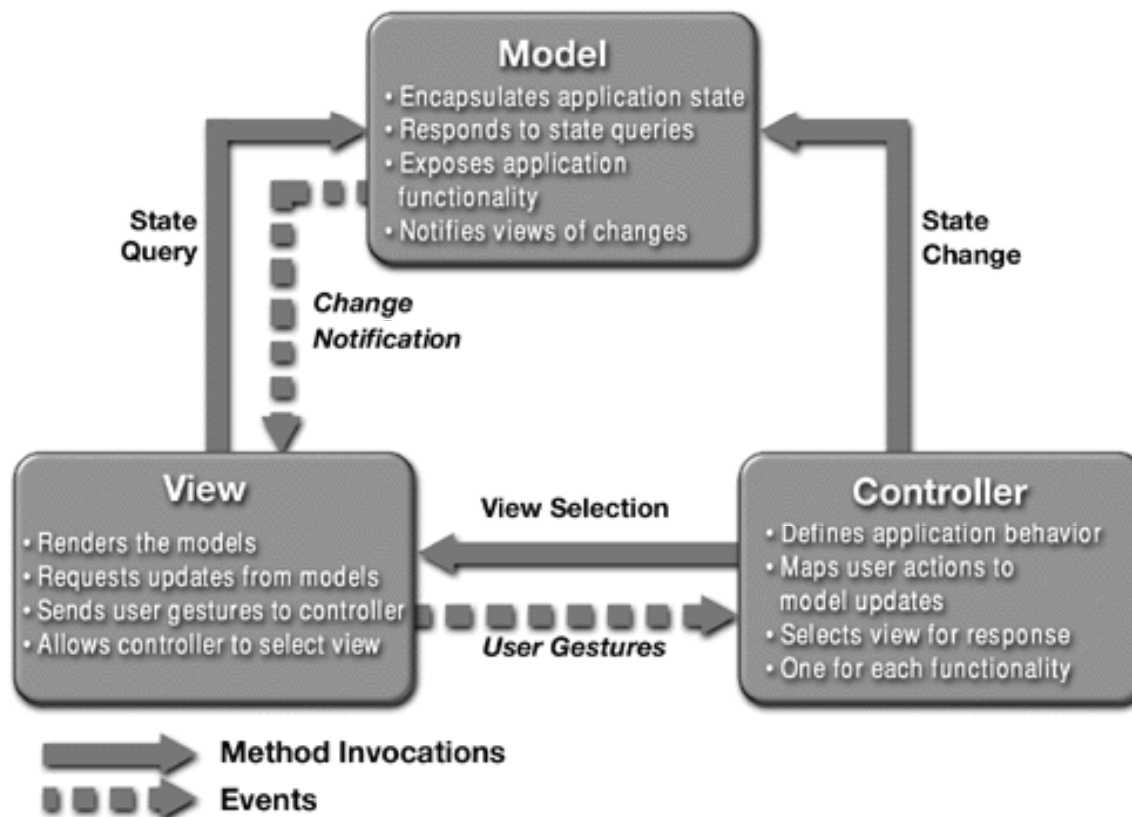 Model
• Encapsulates application state
• Responds to state queries
• Exposes application
functionality
• Notifies views of changes
State
Query
State
Change
Change
Notification
View
• Renders the models
• Requests updates from models
• Sends user gestures to controller
• Allows controller to select view
View Selection
User Gestures
Controller
• Defines application behavior
• Maps user actions to
model updates
• Selects view for response
• One for each functionality
Method Invocations
Events